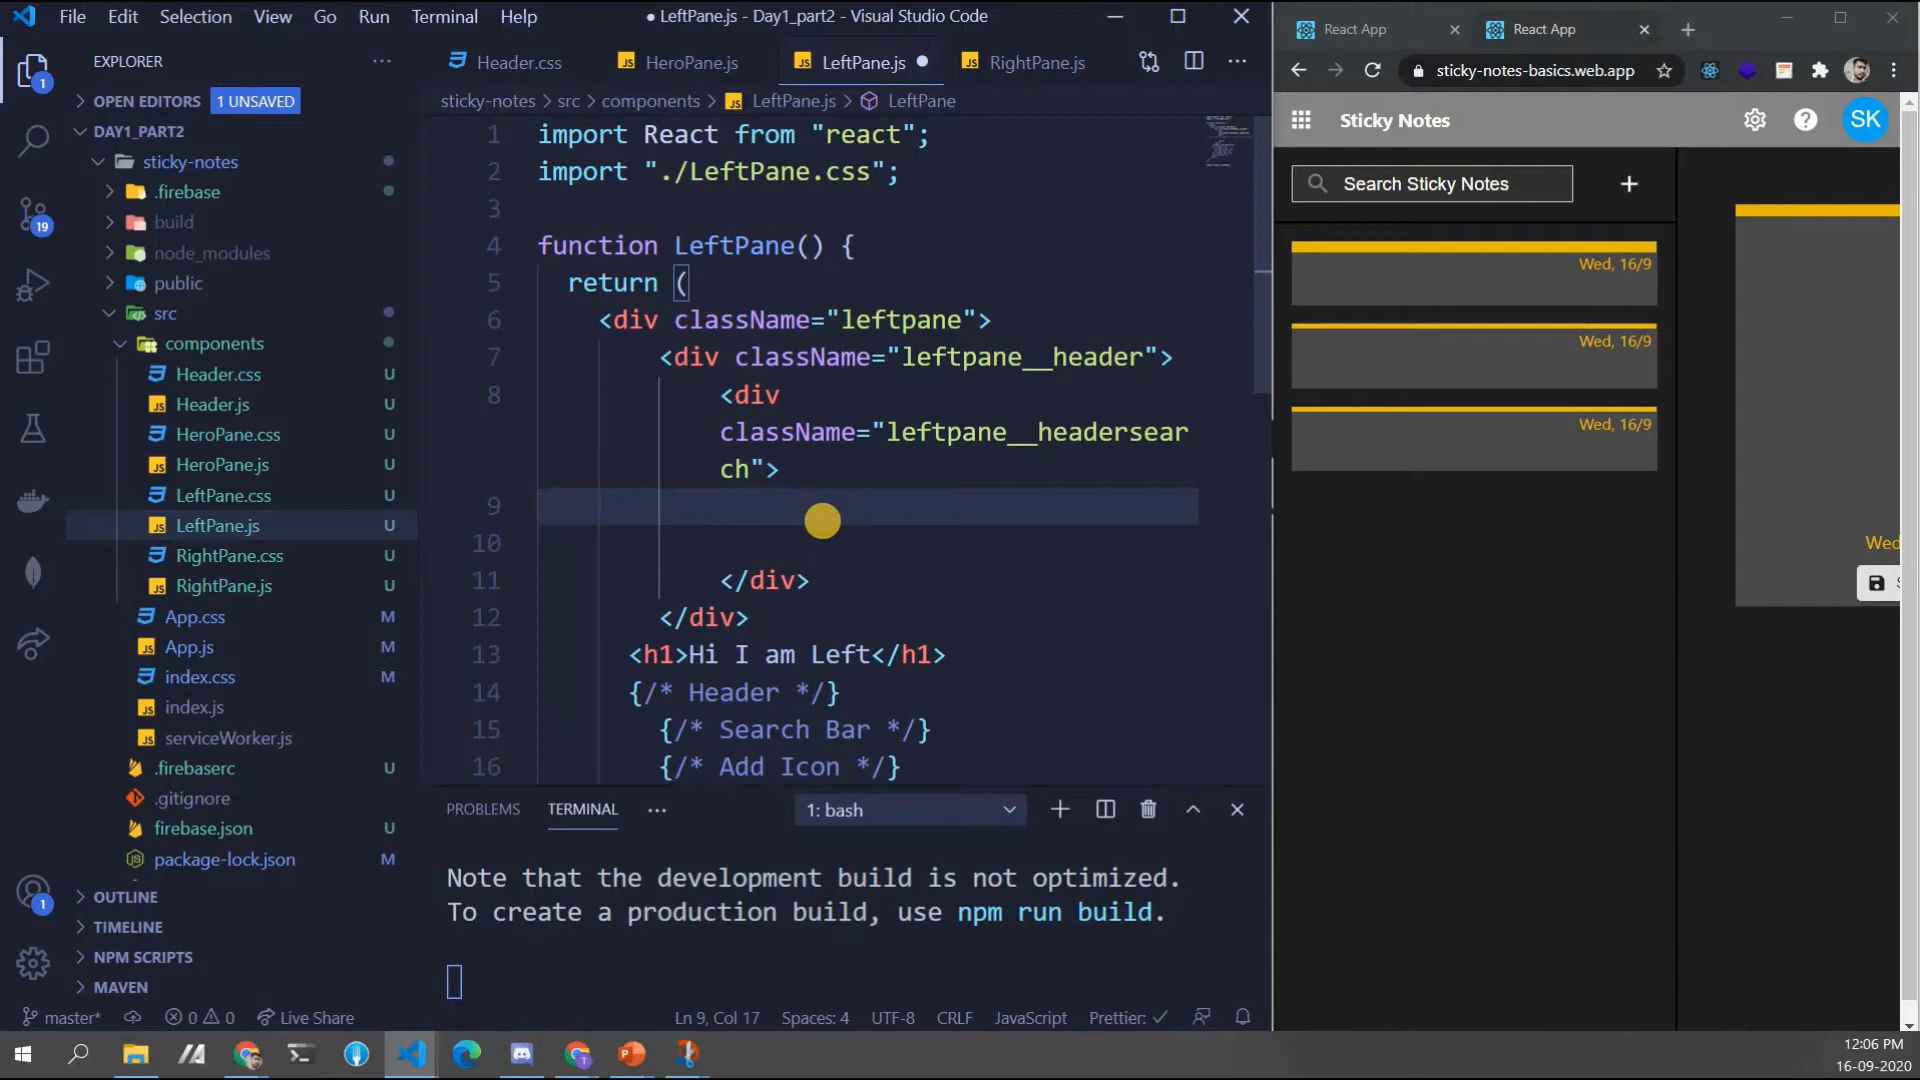 File Edit Selection View Go Run Terminal Help
● LeftPane.js - Day1_part2 - Visual Studio Code
EXPLORER
OPEN EDITORS 1 UNSAVED
DAY1_PART2
sticky-notes
.firebase
build
node_modules
public
src
components
Header.css U
Header.js U
HeroPane.css U
HeroPane.js U
LeftPane.css U
LeftPane.js U
RightPane.css U
RightPane.js U
App.css M
App.js M
index.css M
index.js
serviceWorker.js
.firebaserc U
.gitignore
firebase.json U
package-lock.json M
OUTLINE
TIMELINE
NPM SCRIPTS
MAVEN
1
19
1
Header.css HeroPane.js LeftPane.js RightPane.js
sticky-notes > src > components > LeftPane.js > LeftPane
1 import React from "react";
2 import "./LeftPane.css";
3
4 function LeftPane() {
5 return (
6 <div className="leftpane">
7 <div className="leftpane__header">
8 <div
className="leftpane__headersear
ch">
9
10
11 </div>
12 </div>
13 <h1>Hi I am Left</h1>
14 {/* Header */}
15 {/* Search Bar */}
16 {/* Add Icon */}
PROBLEMS TERMINAL ··· 1: bash
Note that the development build is not optimized.
To create a production build, use npm run build.
master* 0 0 Live Share Ln 9, Col 17 Spaces: 4 UTF-8 CRLF JavaScript Prettier: ✓
React App React App
sticky-notes-basics.web.app
Sticky Notes SK
Search Sticky Notes +
Wed, 16/9
Wed, 16/9
Wed, 16/9
Wed
12:06 PM
16-09-2020